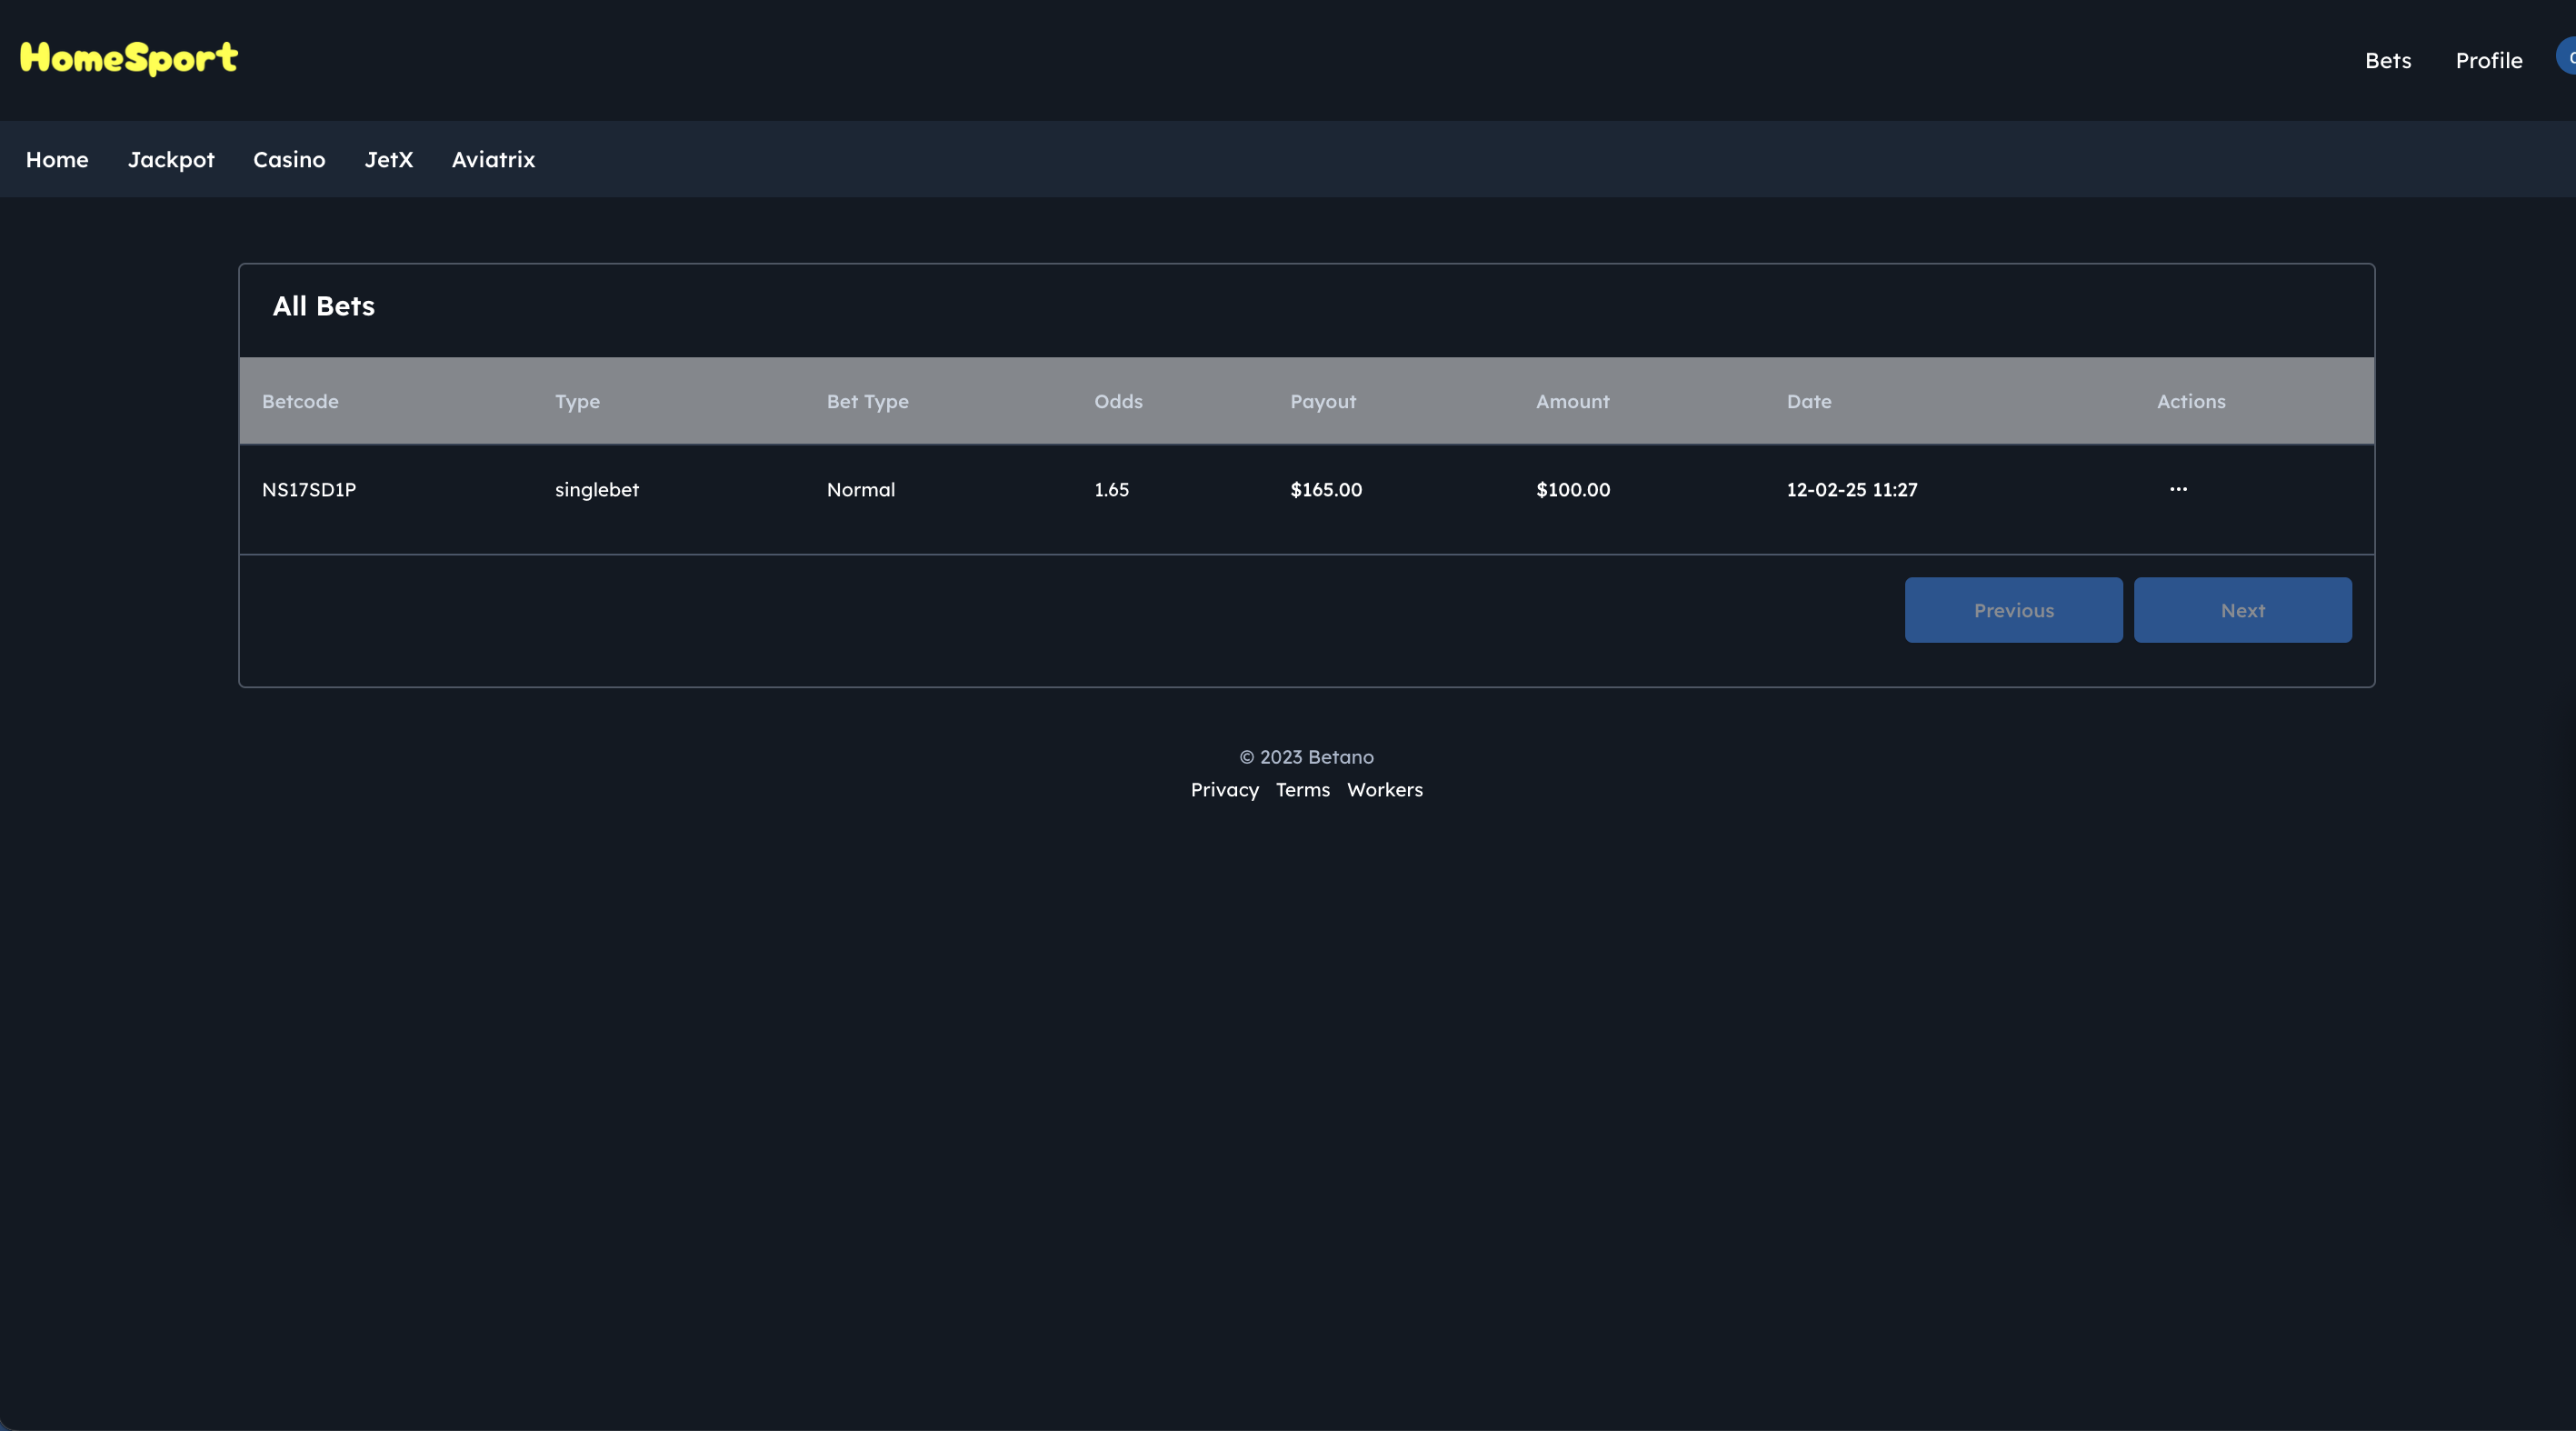 HomeSport
Bets Profile
Home Jackpot Casino JetX Aviatrix
All Bets
Betcode Type Bet Type Odds Payout Amount Date Actions
NS17SD1P singlebet Normal 1.65 $165.00 $100.00 12-02-25 11:27 ...
Previous Next
© 2023 Betano
Privacy Terms Workers